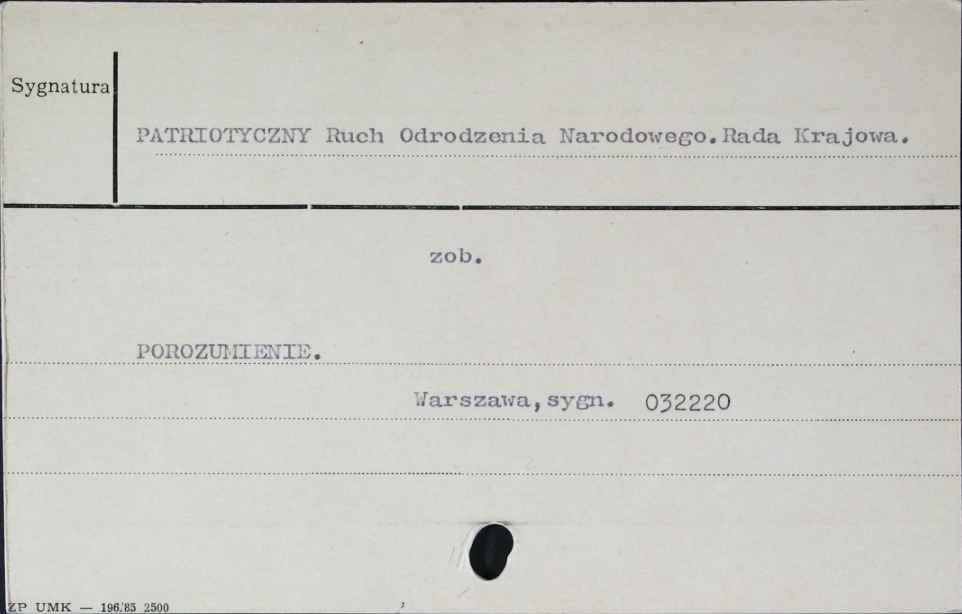 Sygnatura
PATRIOTYCZNY Ruch Odrodzenia Narodowego.Rada Krajowa.
zob.
POROZUMIENIE.
Warszawa,sygn. 032220
ZP UMK — 196/85 2500